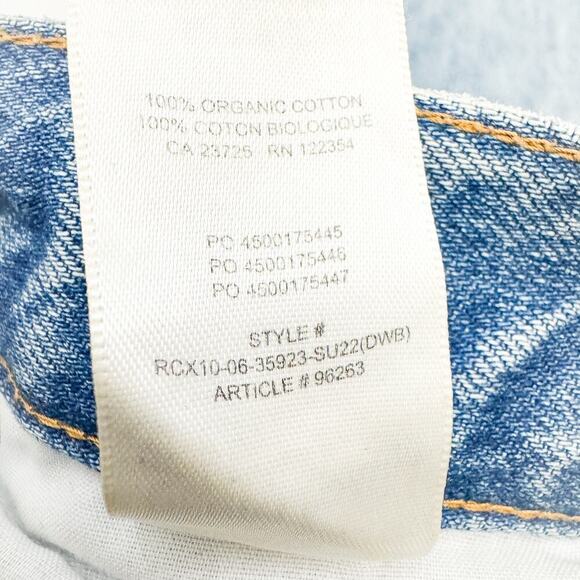 100% ORGANIC COTTON
100% COTON BIOLOGIQUE
CA 23725 RN 122354
PO 4500175445
PO 4500175446
PO 4500175447
STYLE #
RCX10-06-35923-SU22(DWB)
ARTICLE # 96263